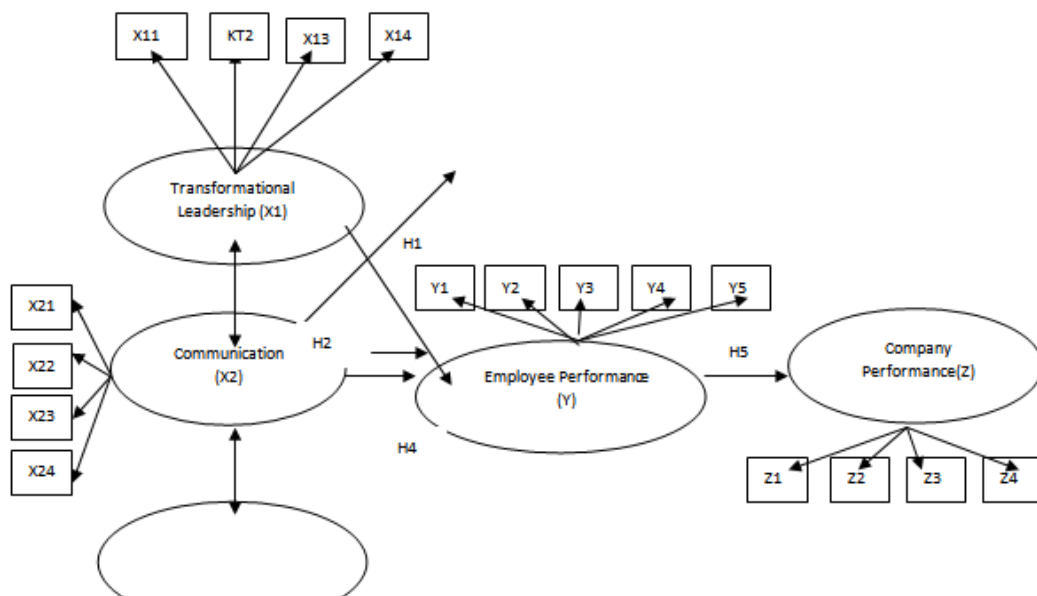 X11
KT2
X13
X14
Transformational
Leadership (X1)
H1
Y1
Y2
Y3
Y4
Y5
X21
X22
X23
X24
Communication
(X2)
H2
Employee Performance
(Y)
H4
H5
Company
Performance(Z)
Z1
Z2
Z3
Z4